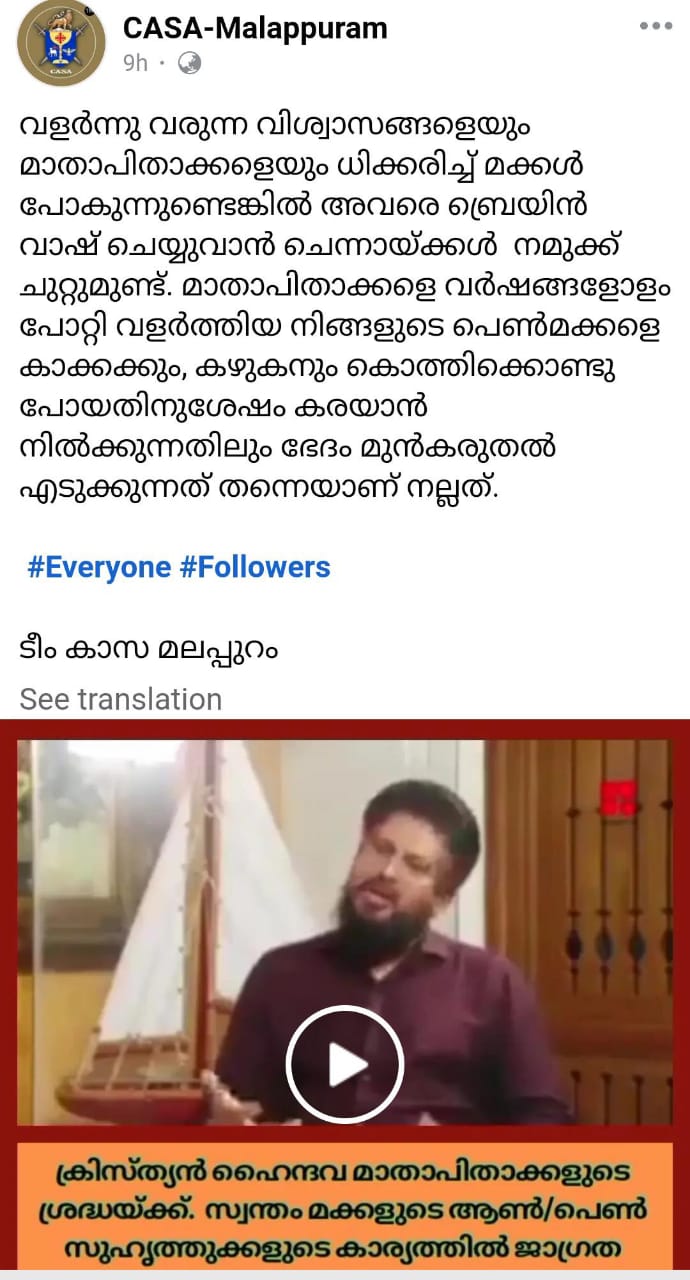 CASA-Malappuram
9h
CASA
വളർന്നു വരുന്ന വിശ്വാസങ്ങളെയും
മാതാപിതാക്കളെയും ധിക്കരിച്ച് മക്കൾ
പോകുന്നുണ്ടെങ്കിൽ അവരെ ബ്രെയിൻ
വാഷ് ചെയ്യുവാൻ ചെന്നായ്ക്കൾ നമുക്ക്
ചുറ്റുമുണ്ട്. മാതാപിതാക്കളെ വർഷങ്ങളോളം
പോറ്റി വളർത്തിയ നിങ്ങളുടെ പെൺമക്കളെ
കാക്കക്കും, കഴുകനും കൊത്തിക്കൊണ്ടു
പോയതിനുശേഷം കരയാൻ
നിൽക്കുന്നതിലും ഭേദം മുൻകരുതൽ
എടുക്കുന്നത് തന്നെയാണ് നല്ലത്.
#Everyone #Followers
ടീം കാസ മലപ്പുറം
See translation
ക്രിസ്ത്യൻ ഹൈന്ദവ മാതാപിതാക്കളുടെ
ശ്രദ്ധയ്ക്ക്. സ്വന്തം മക്കളുടെ ആൺ/പെൺ
സുഹൃത്തുക്കളുടെ കാര്യത്തിൽ ജാഗ്രത